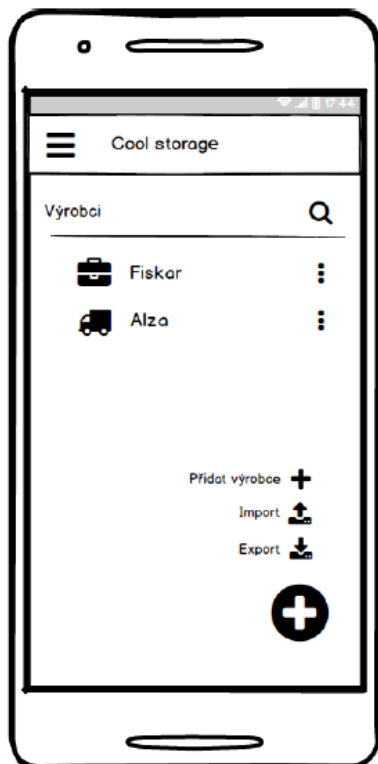 17:44
Cool storage
Výrobci
Fiskar
Alza
Přidat výrobce
Import
Export